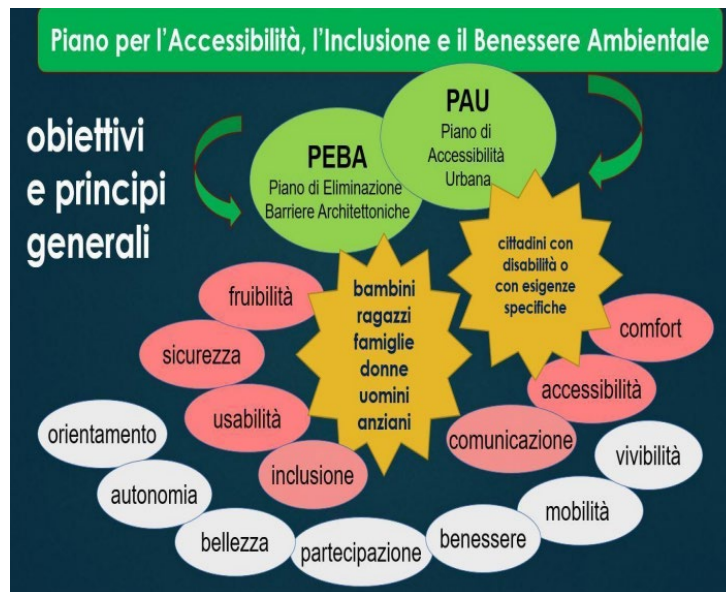 Piano per l'Accessibilità, l'Inclusione e il Benessere Ambientale
obiettivi
e principi
generali
PEBA
Piano di Eliminazione
Barriere Architettoniche
PAU
Piano di
Accessibilità
Urbana
bambini
ragazzi
famiglie
donne
uomini
anziani
cittadini con
disabilità o
con esigenze
specifiche
fruibilità
sicurezza
usabilità
inclusione
comfort
accessibilità
comunicazione
orientamento
autonomia
bellezza
partecipazione
benessere
mobilità
vivibilità